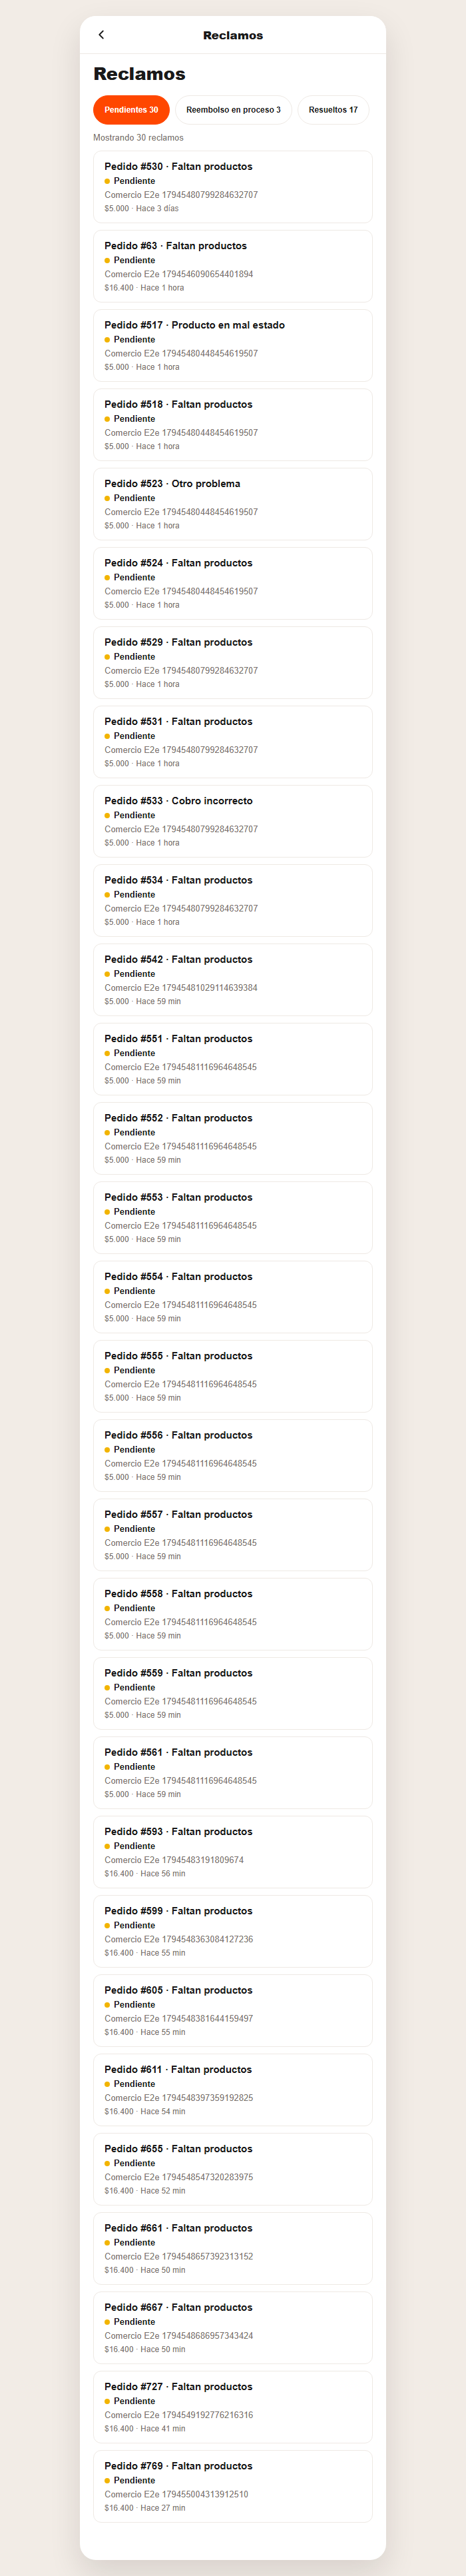 Reclamos
Reclamos
Pendientes 30
Reembolso en proceso 3
Resueltos 17
Mostrando 30 reclamos
Pedido #530 · Faltan productos
Pendiente
Comercio E2e 17945480799284632707
$5.000 · Hace 3 días
Pedido #63 · Faltan productos
Pendiente
Comercio E2e 1794546090654401894
$16.400 · Hace 1 hora
Pedido #517 · Producto en mal estado
Pendiente
Comercio E2e 17945480448454619507
$5.000 · Hace 1 hora
Pedido #518 · Faltan productos
Pendiente
Comercio E2e 17945480448454619507
$5.000 · Hace 1 hora
Pedido #523 · Otro problema
Pendiente
Comercio E2e 17945480448454619507
$5.000 · Hace 1 hora
Pedido #524 · Faltan productos
Pendiente
Comercio E2e 17945480448454619507
$5.000 · Hace 1 hora
Pedido #529 · Faltan productos
Pendiente
Comercio E2e 17945480799284632707
$5.000 · Hace 1 hora
Pedido #531 · Faltan productos
Pendiente
Comercio E2e 17945480799284632707
$5.000 · Hace 1 hora
Pedido #533 · Cobro incorrecto
Pendiente
Comercio E2e 17945480799284632707
$5.000 · Hace 1 hora
Pedido #534 · Faltan productos
Pendiente
Comercio E2e 17945480799284632707
$5.000 · Hace 1 hora
Pedido #542 · Faltan productos
Pendiente
Comercio E2e 17945481029114639384
$5.000 · Hace 59 min
Pedido #551 · Faltan productos
Pendiente
Comercio E2e 17945481116964648545
$5.000 · Hace 59 min
Pedido #552 · Faltan productos
Pendiente
Comercio E2e 17945481116964648545
$5.000 · Hace 59 min
Pedido #553 · Faltan productos
Pendiente
Comercio E2e 17945481116964648545
$5.000 · Hace 59 min
Pedido #554 · Faltan productos
Pendiente
Comercio E2e 17945481116964648545
$5.000 · Hace 59 min
Pedido #555 · Faltan productos
Pendiente
Comercio E2e 17945481116964648545
$5.000 · Hace 59 min
Pedido #556 · Faltan productos
Pendiente
Comercio E2e 17945481116964648545
$5.000 · Hace 59 min
Pedido #557 · Faltan productos
Pendiente
Comercio E2e 17945481116964648545
$5.000 · Hace 59 min
Pedido #558 · Faltan productos
Pendiente
Comercio E2e 17945481116964648545
$5.000 · Hace 59 min
Pedido #559 · Faltan productos
Pendiente
Comercio E2e 17945481116964648545
$5.000 · Hace 59 min
Pedido #561 · Faltan productos
Pendiente
Comercio E2e 17945481116964648545
$5.000 · Hace 59 min
Pedido #593 · Faltan productos
Pendiente
Comercio E2e 17945483191809674
$16.400 · Hace 56 min
Pedido #599 · Faltan productos
Pendiente
Comercio E2e 1794548363084127236
$16.400 · Hace 55 min
Pedido #605 · Faltan productos
Pendiente
Comercio E2e 1794548381644159497
$16.400 · Hace 55 min
Pedido #611 · Faltan productos
Pendiente
Comercio E2e 1794548397359192825
$16.400 · Hace 54 min
Pedido #655 · Faltan productos
Pendiente
Comercio E2e 1794548547320283975
$16.400 · Hace 52 min
Pedido #661 · Faltan productos
Pendiente
Comercio E2e 1794548657392313152
$16.400 · Hace 50 min
Pedido #667 · Faltan productos
Pendiente
Comercio E2e 1794548686957343424
$16.400 · Hace 50 min
Pedido #727 · Faltan productos
Pendiente
Comercio E2e 1794549192776216316
$16.400 · Hace 41 min
Pedido #769 · Faltan productos
Pendiente
Comercio E2e 179455004313912510
$16.400 · Hace 27 min